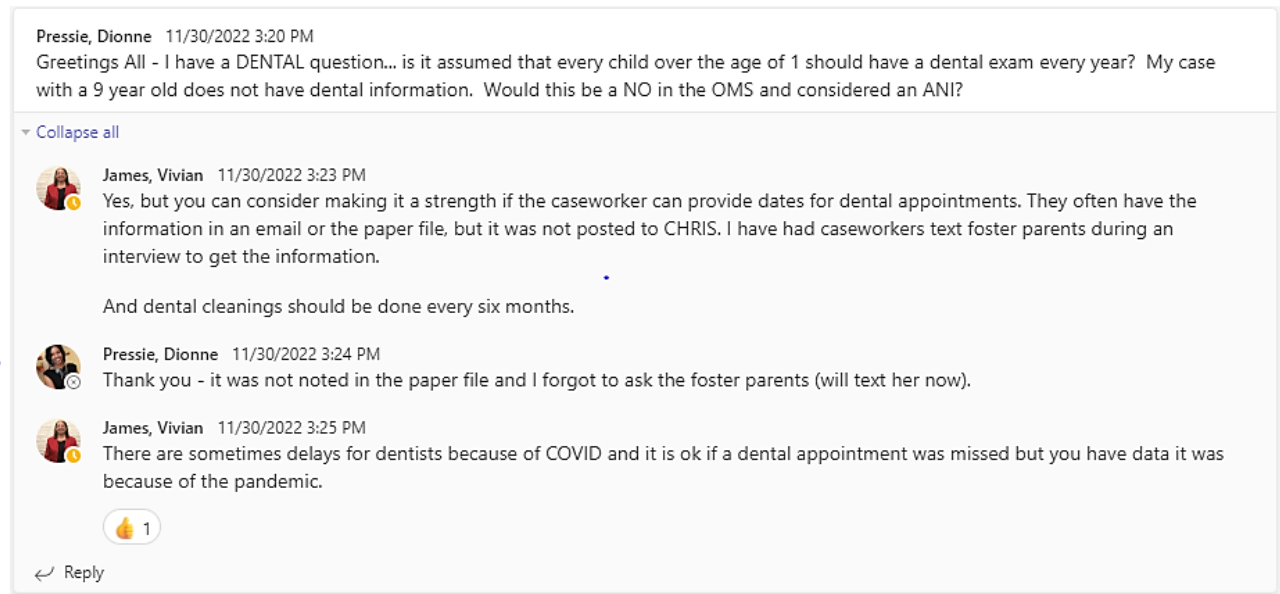 Pressie, Dionne 11/30/2022 3:20 PM
Greetings All - I have a DENTAL question... is it assumed that every child over the age of 1 should have a dental exam every year?  My case
with a 9 year old does not have dental information.  Would this be a NO in the OMS and considered an ANI?
Collapse all
James, Vivian 11/30/2022 3:23 PM
Yes, but you can consider making it a strength if the caseworker can provide dates for dental appointments. They often have the
information in an email or the paper file, but it was not posted to CHRIS. I have had caseworkers text foster parents during an
interview to get the information.
And dental cleanings should be done every six months.
Pressie, Dionne 11/30/2022 3:24 PM
Thank you - it was not noted in the paper file and I forgot to ask the foster parents (will text her now).
James, Vivian 11/30/2022 3:25 PM
There are sometimes delays for dentists because of COVID and it is ok if a dental appointment was missed but you have data it was
because of the pandemic.
👍 1
Reply